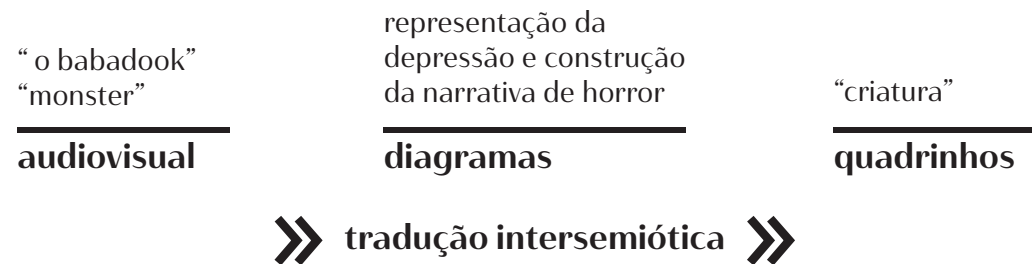 “ o babadook”
“monster”
audiovisual
representação da
depressão e construção
da narrativa de horror
diagramas
“criatura”
quadrinhos
tradução intersemiótica